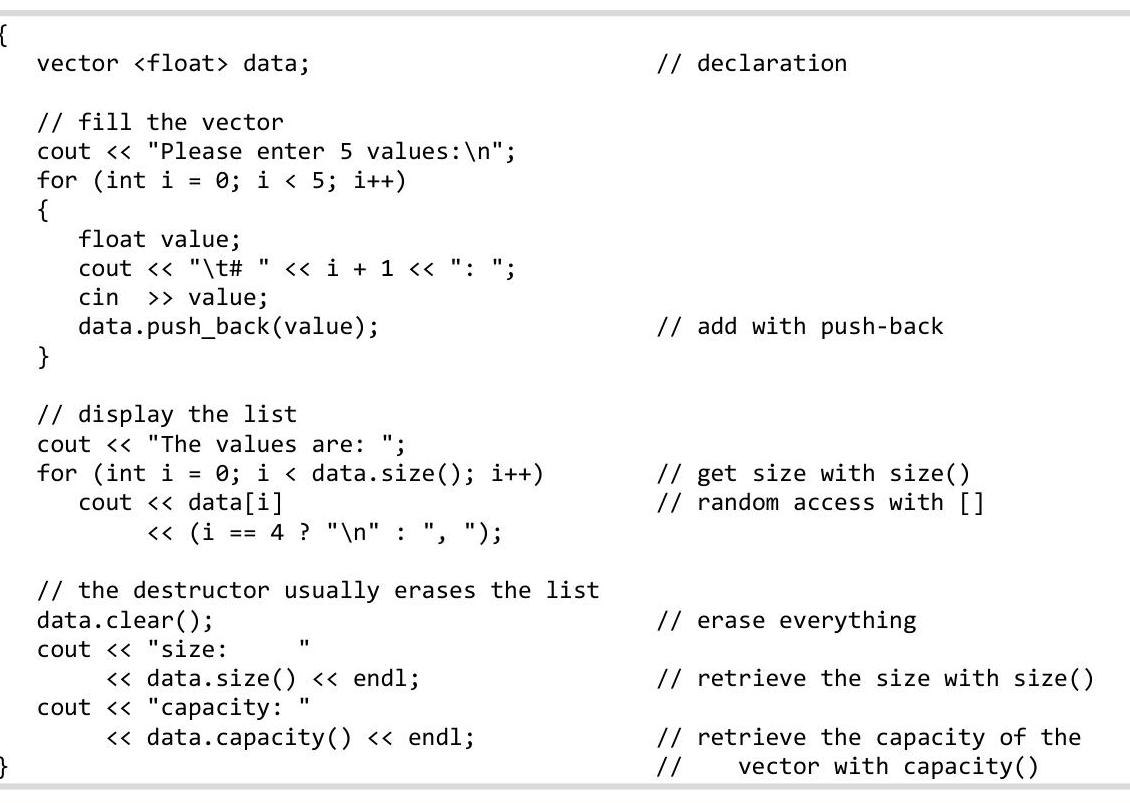 {
   vector <float> data;                         // declaration

   // fill the vector
   cout << "Please enter 5 values:\n";
   for (int i = 0; i < 5; i++)
   {
      float value;
      cout << "\t# " << i + 1 << ": ";
      cin  >> value;
      data.push_back(value);                    // add with push-back
   }

   // display the list
   cout << "The values are: ";
   for (int i = 0; i < data.size(); i++)        // get size with size()
      cout << data[i]                           // random access with []
           << (i == 4 ? "\n" : ", ");

   // the destructor usually erases the list
   data.clear();                                // erase everything
   cout << "size:     "
        << data.size() << endl;                 // retrieve the size with size()
   cout << "capacity: "
        << data.capacity() << endl;             // retrieve the capacity of the
}                                               //    vector with capacity()